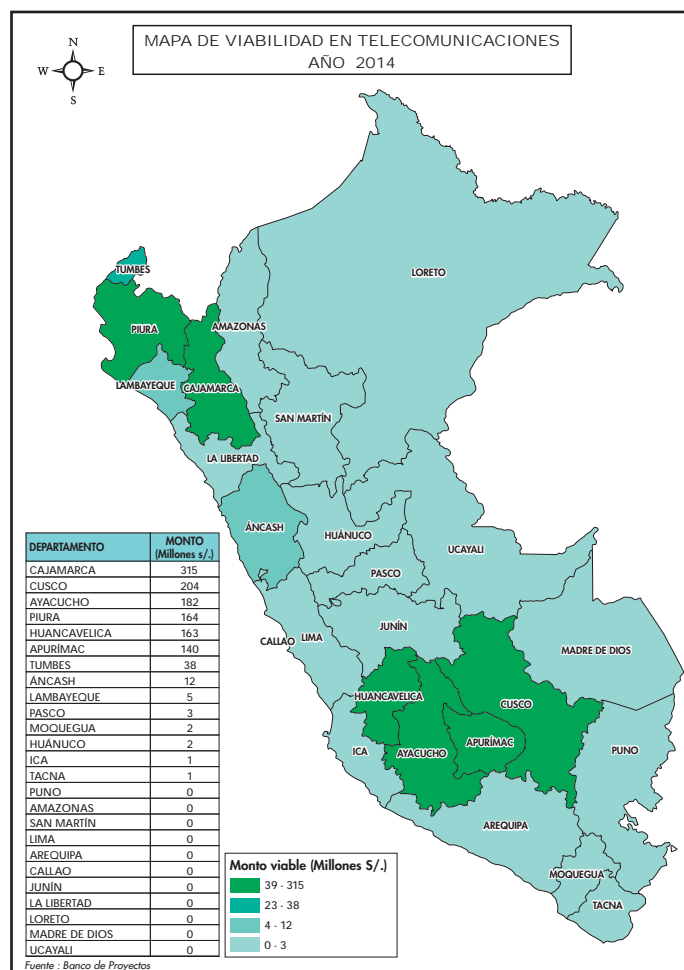 MAPA DE VIABILIDAD EN TELECOMUNICACIONES
AÑO 2014
N
W E
S
LORETO
TUMBES
PIURA
AMAZONAS
LAMBAYEQUE
CAJAMARCA
SAN MARTÍN
LA LIBERTAD
ÁNCASH
HUÁNUCO
UCAYALI
PASCO
CALLAO
LIMA
JUNÍN
MADRE DE DIOS
HUANCAVELICA
CUSCO
ICA
AYACUCHO
APURÍMAC
PUNO
AREQUIPA
MOQUEGUA
TACNA
DEPARTAMENTO MONTO (Millones s/.)
CAJAMARCA 315
CUSCO 204
AYACUCHO 182
PIURA 164
HUANCAVELICA 163
APURÍMAC 140
TUMBES 38
ÁNCASH 12
LAMBAYEQUE 5
PASCO 3
MOQUEGUA 2
HUÁNUCO 2
ICA 1
TACNA 1
PUNO 0
AMAZONAS 0
SAN MARTÍN 0
LIMA 0
AREQUIPA 0
CALLAO 0
JUNÍN 0
LA LIBERTAD 0
LORETO 0
MADRE DE DIOS 0
UCAYALI 0
Fuente : Banco de Proyectos
Monto viable (Millones S/.)
39 - 315
23 - 38
4 - 12
0 - 3